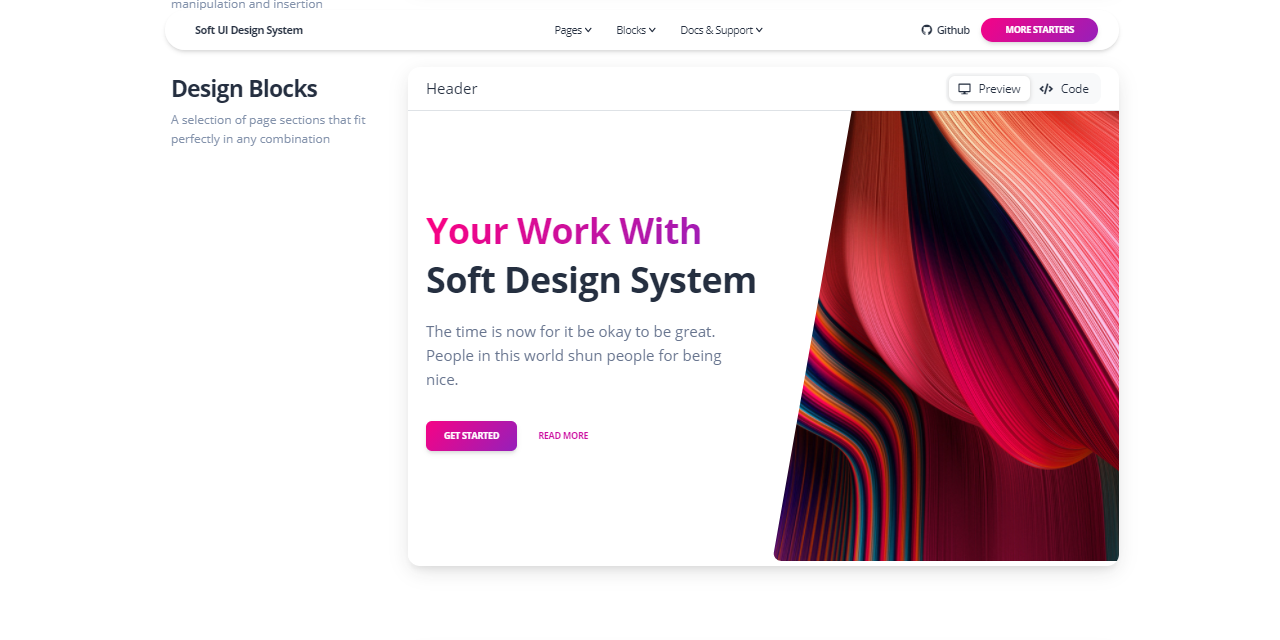 manipulation and insertion
Soft UI Design System
Pages
Blocks
Docs & Support
Github
MORE STARTERS
Design Blocks
A selection of page sections that fit
perfectly in any combination
Header
Preview
Code
Your Work With
Soft Design System
The time is now for it be okay to be great.
People in this world shun people for being
nice.
GET STARTED
READ MORE